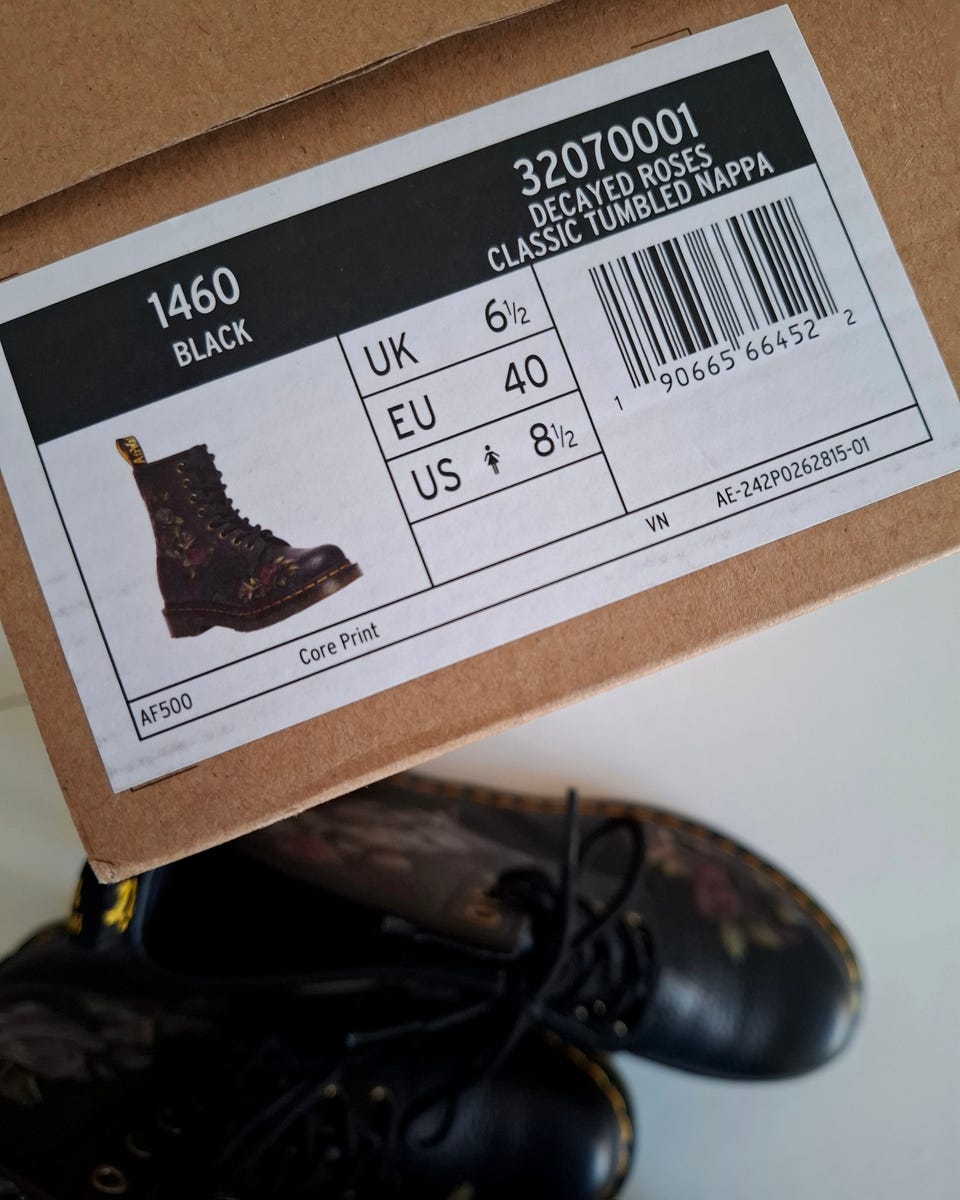 32070001
DECAYED ROSES
CLASSIC TUMBLED NAPPA
1460
BLACK
UK 6½
EU 40
US 8½
1 90665 66452 2
VN AE-242P0262815-01
Core Print
AF500